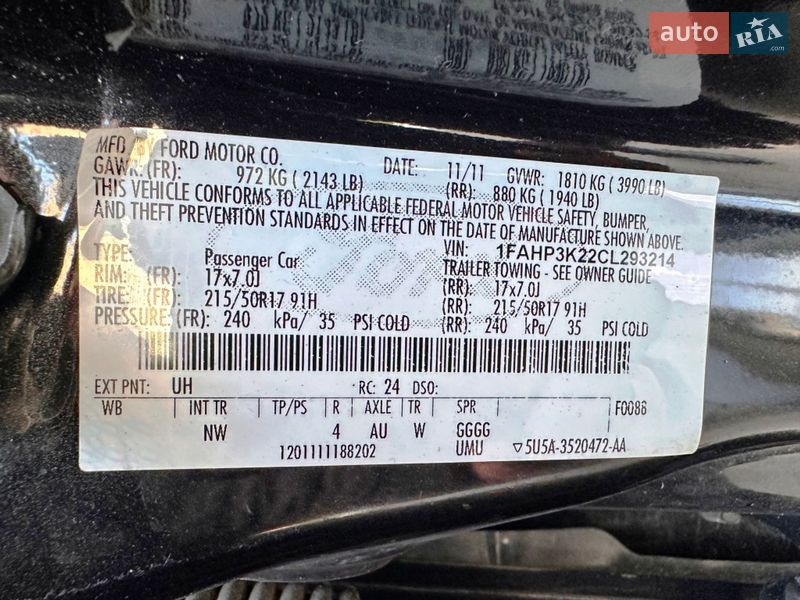 auto RIA
MFD. BY FORD MOTOR CO.
DATE: 11/11 GVWR: 1810 KG ( 3990 LB)
GAWR: (FR): 972 KG ( 2143 LB) (RR): 880 KG ( 1940 LB)
THIS VEHICLE CONFORMS TO ALL APPLICABLE FEDERAL MOTOR VEHICLE SAFETY, BUMPER,
AND THEFT PREVENTION STANDARDS IN EFFECT ON THE DATE OF MANUFACTURE SHOWN ABOVE.
VIN: 1FAHP3K22CL293214
TYPE: Passenger Car TRAILER TOWING - SEE OWNER GUIDE
RIM: 17x7.0J (RR): 17x7.0J
TIRE: 215/50R17 91H (RR): 215/50R17 91H
PRESSURE: (FR): 240 kPa/ 35 PSI COLD (RR): 240 kPa/ 35 PSI COLD
EXT PNT: UH RC: 24 DSO:
WB INT TR TP/PS R AXLE TR SPR F0088
NW 4 AU W GGGG
1201111188202 UMU ▽5U5A-3520472-AA